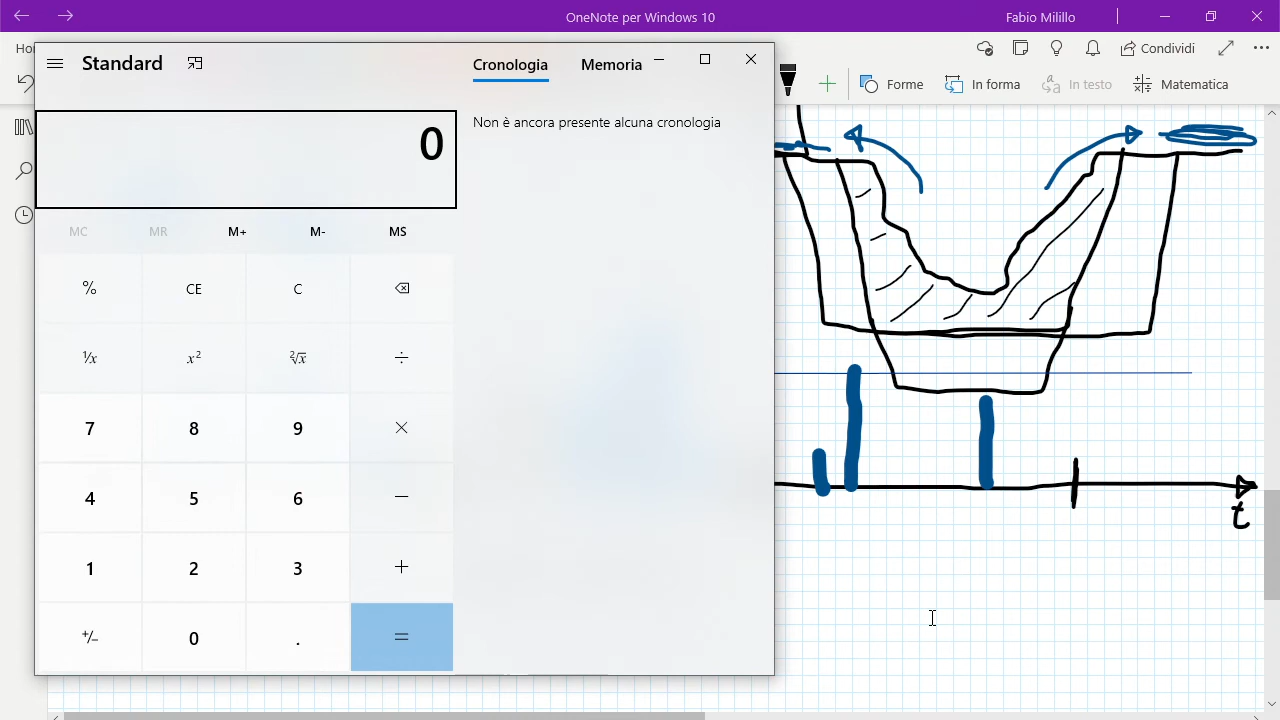 OneNote per Windows 10
Fabio Milillo
Condividi
Standard
Cronologia
Memoria
Forme
In forma
In testo
Matematica
Non è ancora presente alcuna cronologia
0
MC MR M+ M- MS
% CE C
¹/x x² ²√x ÷
7 8 9 ×
4 5 6 −
1 2 3 +
+/− 0 . =
t